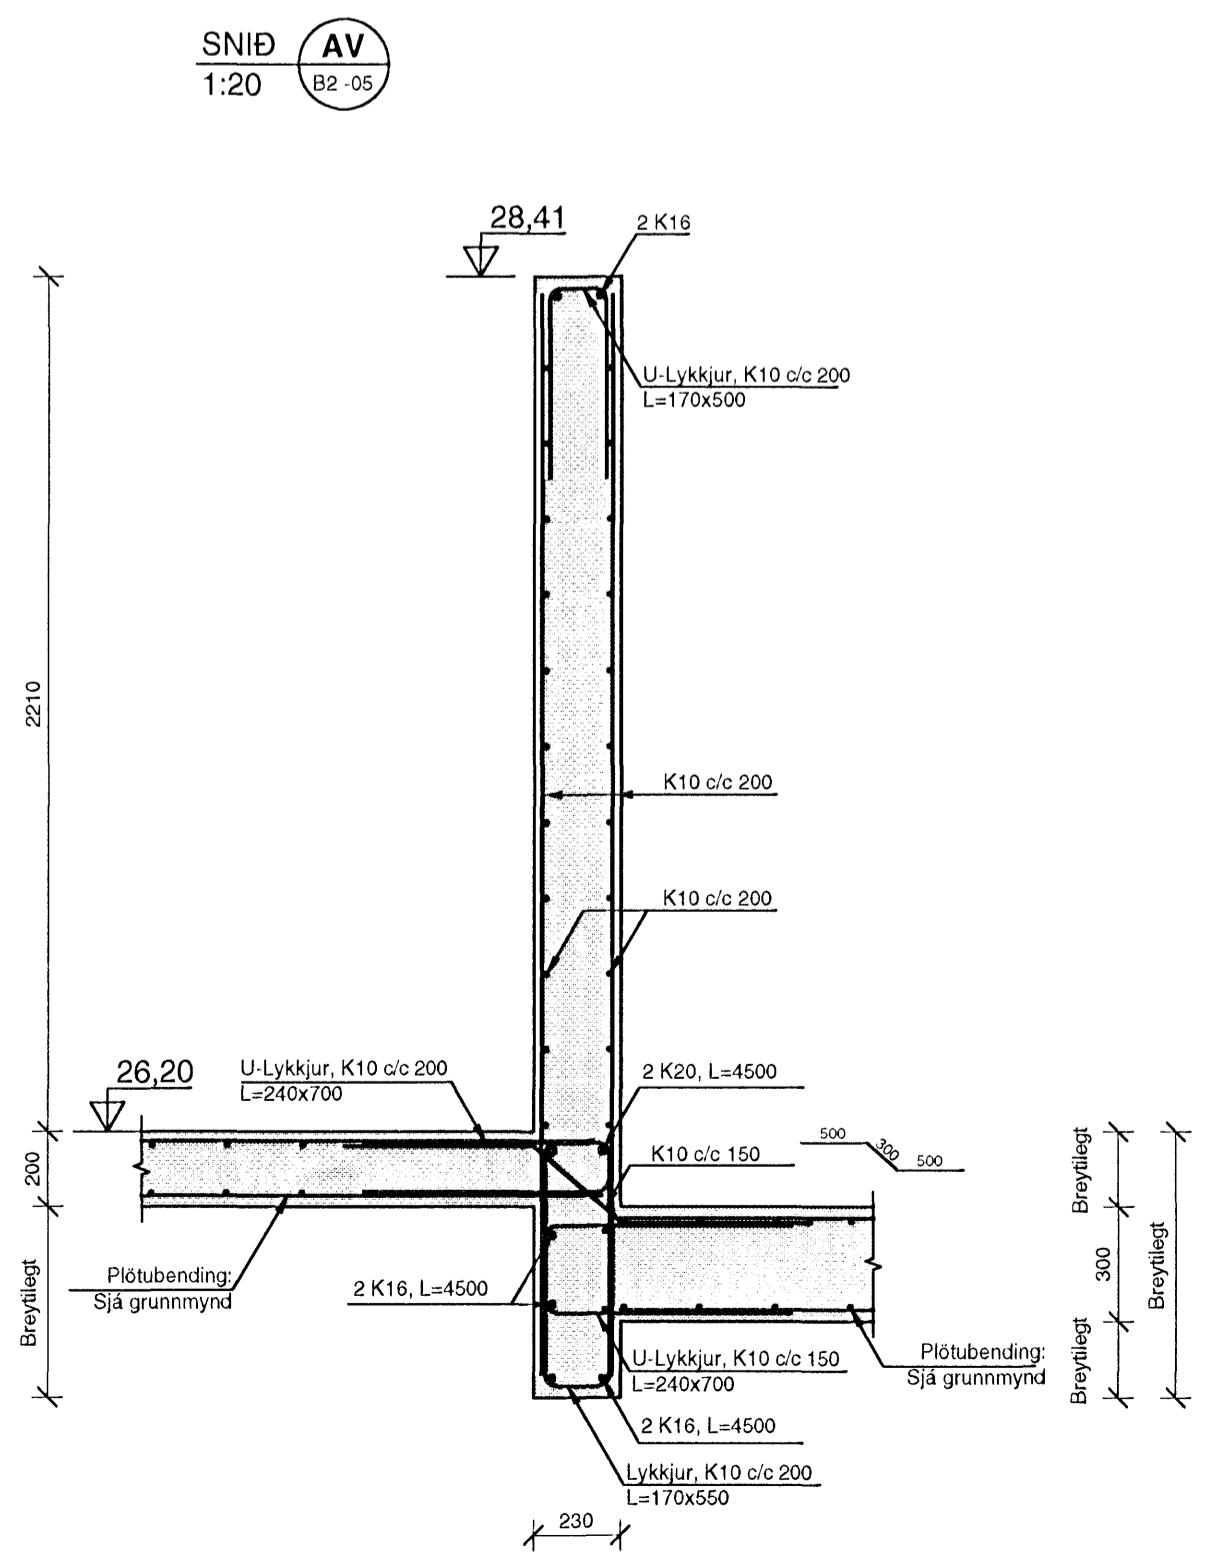 SNIÐ
AV
1:20
B2 -05
28,41
2 K16
U-Lykkjur, K10 c/c 200
L=170x500
2210
K10 c/c 200
K10 c/c 200
26,20
U-Lykkjur, K10 c/c 200
L=240x700
2 K20, L=4500
K10 c/c 150
500
300
500
200
Breytilegt
Breytilegt
300
Breytilegt
Breytilegt
Plötubending:
Sjá grunnmynd
2 K16, L=4500
U-Lykkjur, K10 c/c 150
L=240x700
Plötubending:
Sjá grunnmynd
2 K16, L=4500
Lykkjur, K10 c/c 200
L=170x550
230